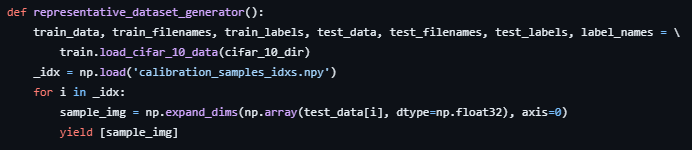 def representative_dataset_generator():
    train_data, train_filenames, train_labels, test_data, test_filenames, test_labels, label_names = \
        train.load_cifar_10_data(cifar_10_dir)
    _idx = np.load('calibration_samples_idxs.npy')
    for i in _idx:
        sample_img = np.expand_dims(np.array(test_data[i], dtype=np.float32), axis=0)
        yield [sample_img]